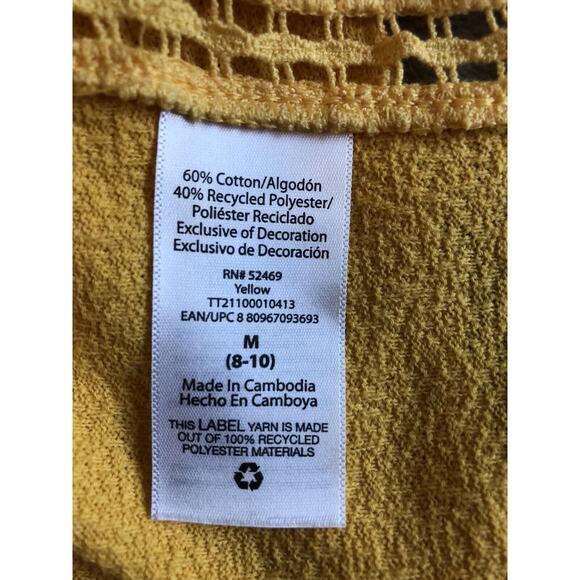 60% Cotton/Algodón
40% Recycled Polyester/
Poliéster Reciclado
Exclusive of Decoration
Exclusivo de Decoración
RN# 52469
Yellow
TT21100010413
EAN/UPC 8 80967093693
M
(8-10)
Made In Cambodia
Hecho En Camboya
THIS LABEL YARN IS MADE
OUT OF 100% RECYCLED
POLYESTER MATERIALS